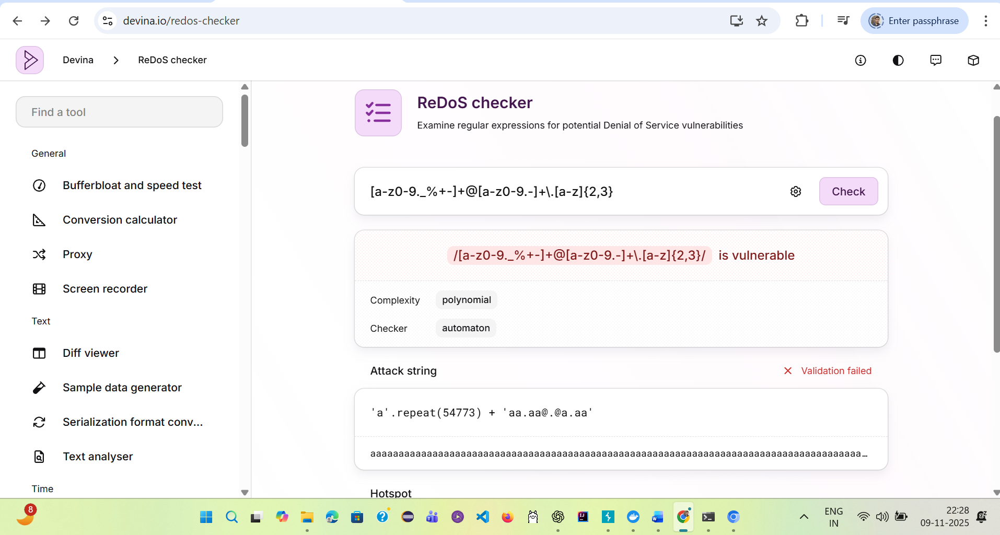 devina.io/redos-checker
Enter passphrase
Devina
ReDoS checker
Find a tool
General
Bufferbloat and speed test
Conversion calculator
Proxy
Screen recorder
Text
Diff viewer
Sample data generator
Serialization format conv...
Text analyser
Time
ReDoS checker
Examine regular expressions for potential Denial of Service vulnerabilities
[a-z0-9._%+-]+@[a-z0-9.-]+\.[a-z]{2,3}
Check
/[a-z0-9._%+-]+@[a-z0-9.-]+\.[a-z]{2,3}/ is vulnerable
Complexity polynomial
Checker automaton
Attack string
Validation failed
'a'.repeat(54773) + 'aa.aa@.@a.aa'
aaaaaaaaaaaaaaaaaaaaaaaaaaaaaaaaaaaaaaaaaaaaaaaaaaaaaaaaaaaaaaaaaaaaaaaaaaaaaaaaaaaaaaa...
Hotspot
8
ENG
IN
22:28
09-11-2025